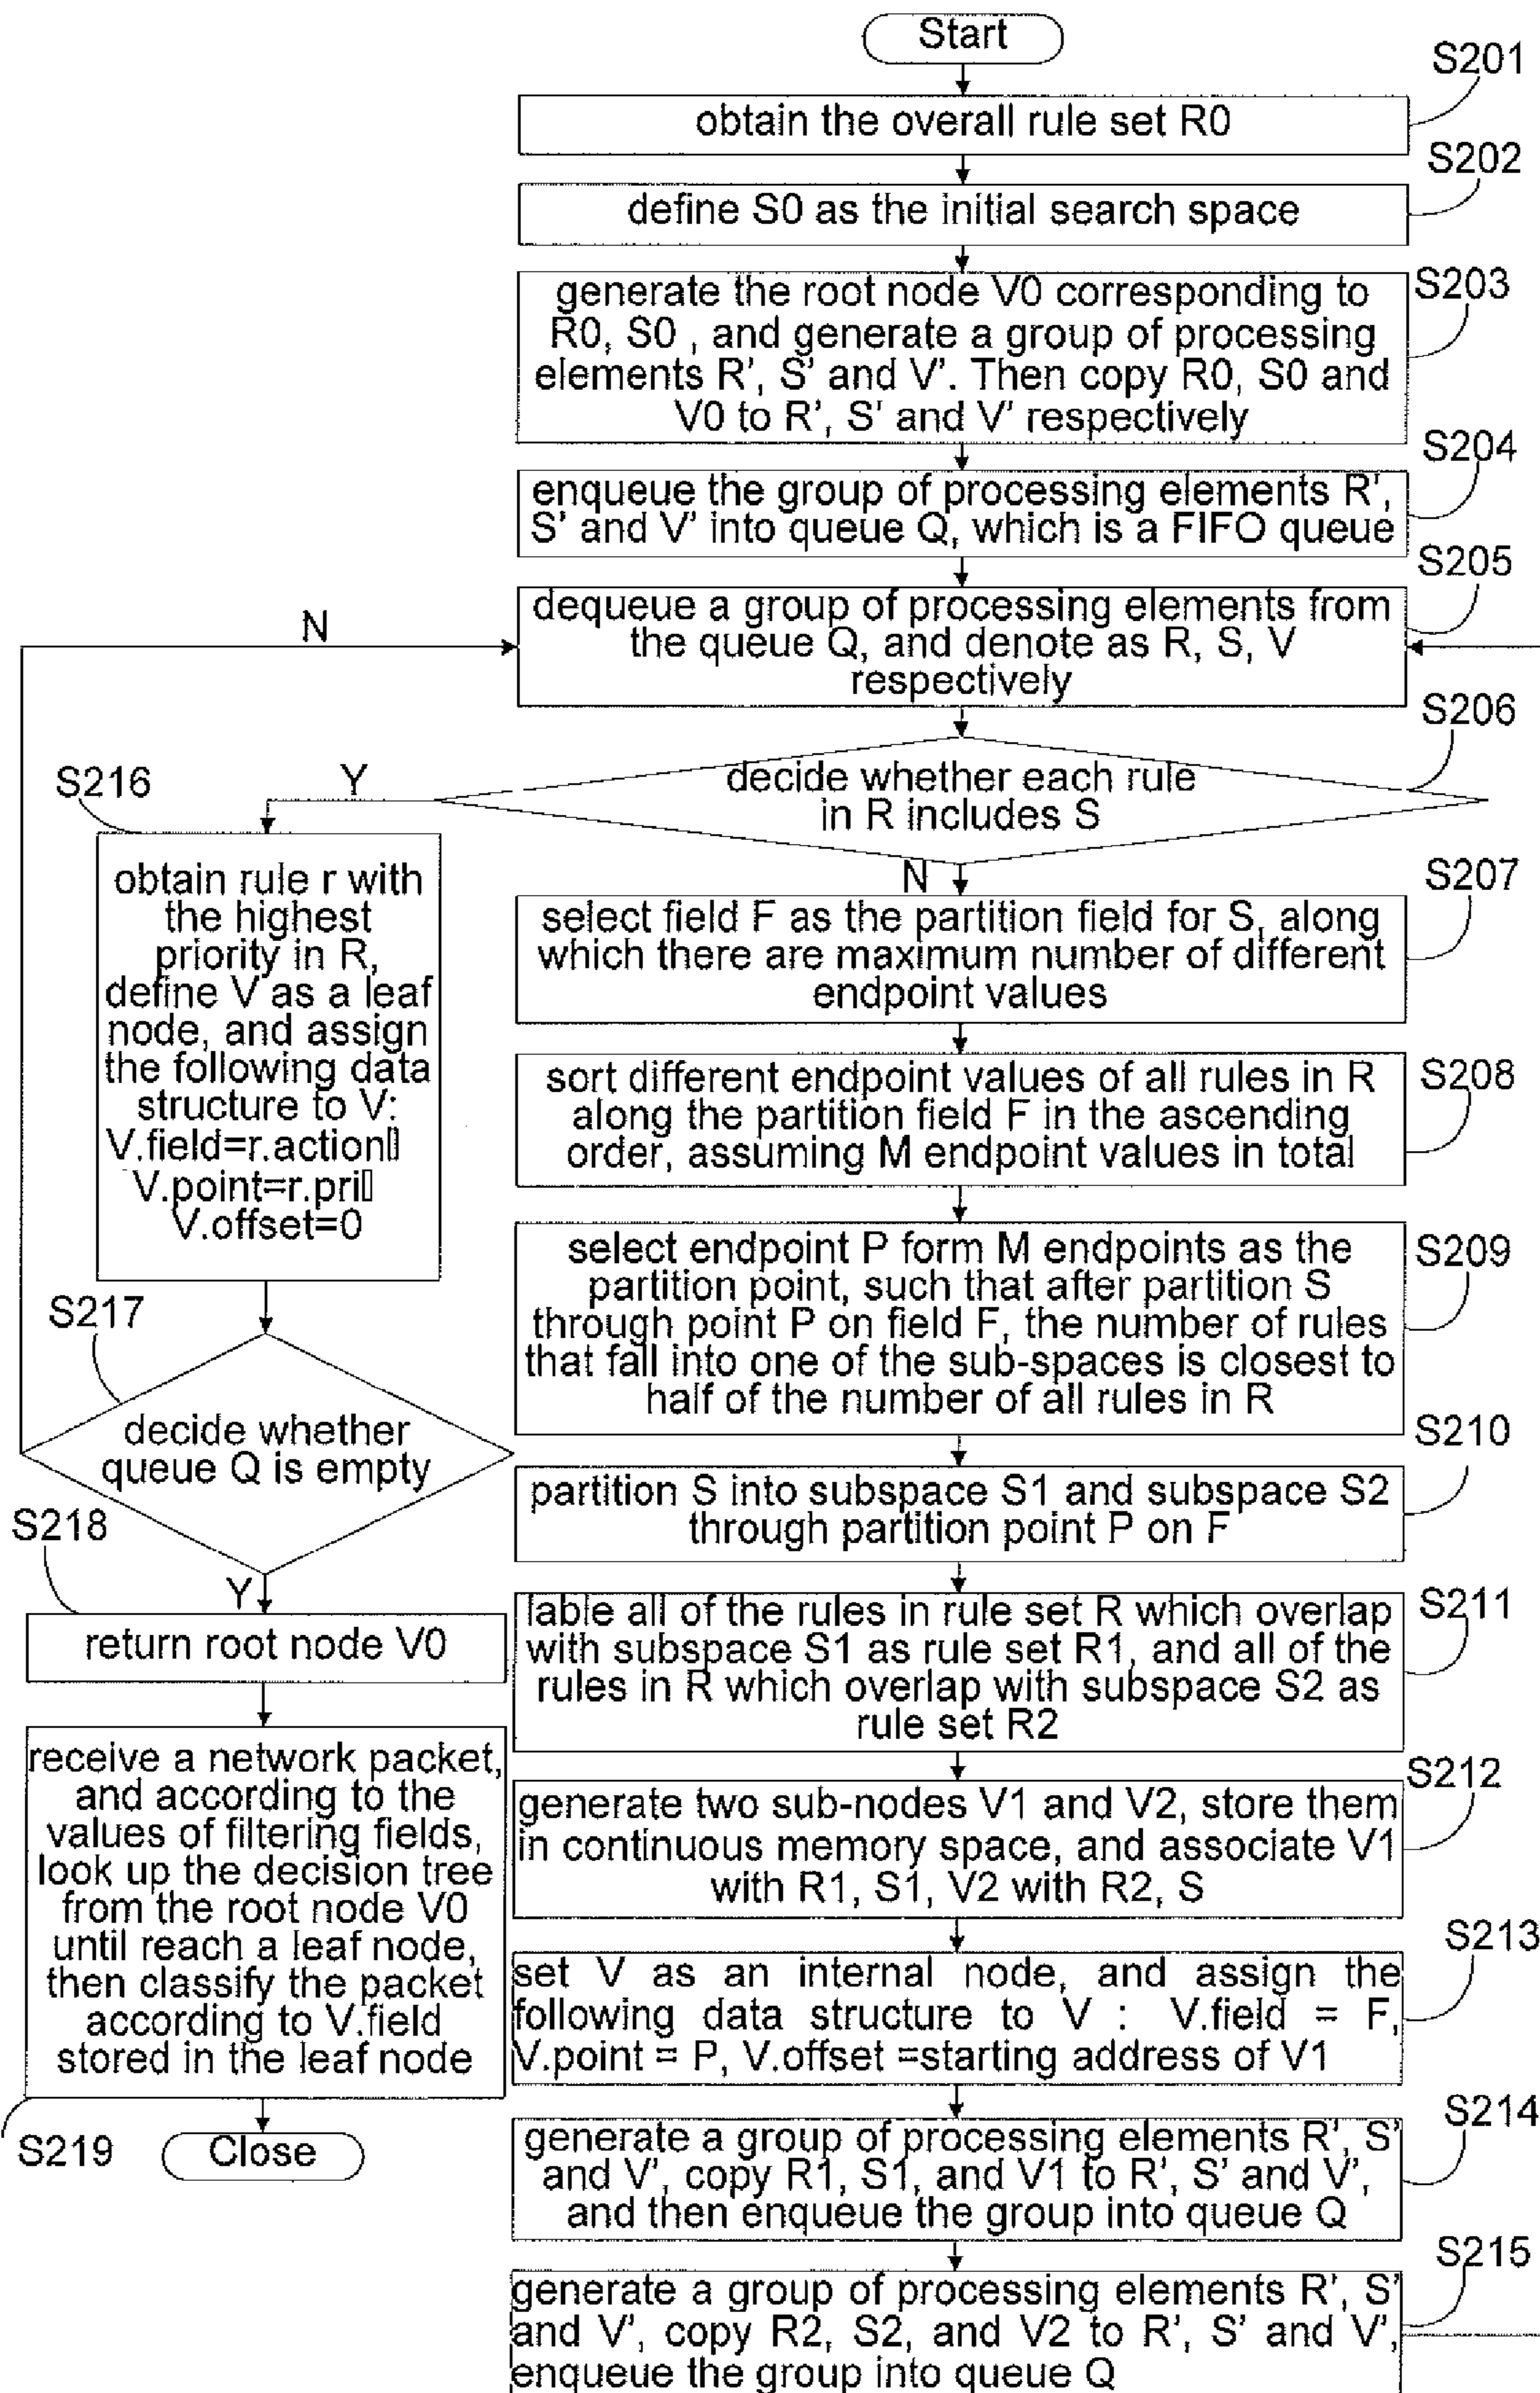 Start
S201
obtain the overall rule set R0
S202
define S0 as the initial search space
S203
generate the root node V0 corresponding to
R0, S0 , and generate a group of processing
elements R', S' and V'. Then copy R0, S0 and
V0 to R', S' and V' respectively
S204
enqueue the group of processing elements R',
S' and V' into queue Q, which is a FIFO queue
S205
dequeue a group of processing elements from
the queue Q, and denote as R, S, V
respectively
N
S206
decide whether each rule
in R includes S
Y
N
S216
obtain rule r with
the highest
priority in R,
define V as a leaf
node, and assign
the following data
structure to V:
V.field=r.action▯
V.point=r.pri▯
V.offset=0
S217
decide whether
queue Q is empty
S218
Y
return root node V0
receive a network packet,
and according to the
values of filtering fields,
look up the decision tree
from the root node V0
until reach a leaf node,
then classify the packet
according to V.field
stored in the leaf node
S219
Close
S207
select field F as the partition field for S, along
which there are maximum number of different
endpoint values
S208
sort different endpoint values of all rules in R
along the partition field F in the ascending
order, assuming M endpoint values in total
S209
select endpoint P form M endpoints as the
partition point, such that after partition S
through point P on field F, the number of rules
that fall into one of the sub-spaces is closest to
half of the number of all rules in R
S210
partition S into subspace S1 and subspace S2
through partition point P on F
S211
lable all of the rules in rule set R which overlap
with subspace S1 as rule set R1, and all of the
rules in R which overlap with subspace S2 as
rule set R2
S212
generate two sub-nodes V1 and V2, store them
in continuous memory space, and associate V1
with R1, S1, V2 with R2, S
S213
set V as an internal node, and assign the
following data structure to V : V.field = F,
V.point = P, V.offset =starting address of V1
S214
generate a group of processing elements R', S'
and V', copy R1, S1, and V1 to R', S' and V',
and then enqueue the group into queue Q
S215
generate a group of processing elements R', S'
and V', copy R2, S2, and V2 to R', S' and V',
enqueue the group into queue Q